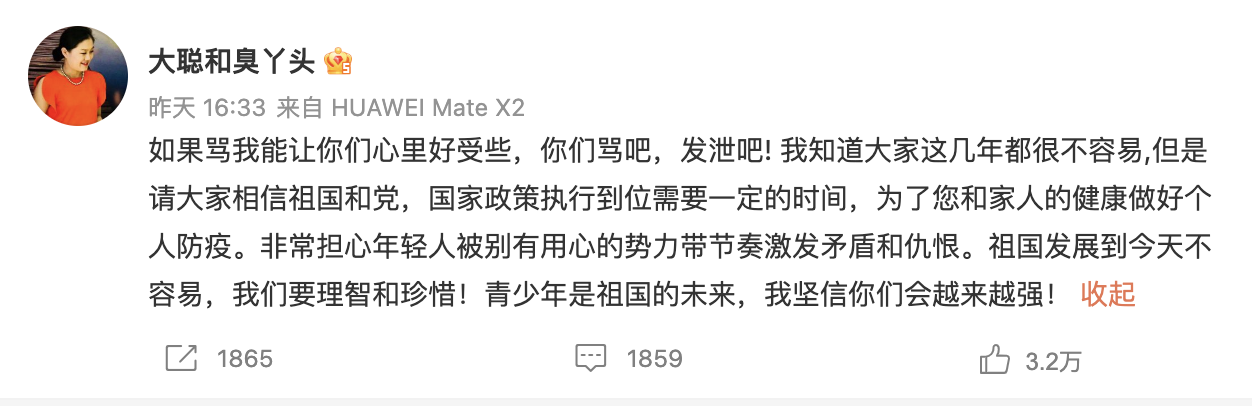 大聪和臭丫头
昨天 16:33 来自 HUAWEI Mate X2
如果骂我能让你们心里好受些，你们骂吧，发泄吧! 我知道大家这几年都很不容易,但是
请大家相信祖国和党，国家政策执行到位需要一定的时间，为了您和家人的健康做好个
人防疫。非常担心年轻人被别有用心的势力带节奏激发矛盾和仇恨。祖国发展到今天不
容易，我们要理智和珍惜！青少年是祖国的未来，我坚信你们会越来越强！ 收起
1865 1859 3.2万